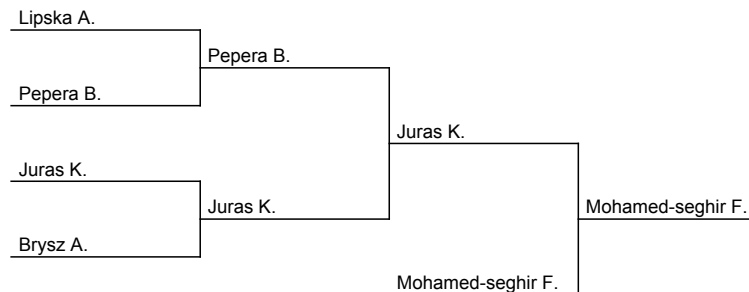 Lipska A.
Pepera B.
Pepera B.
Juras K.
Juras K.
Juras K.
Mohamed-seghir F.
Brysz A.
Mohamed-seghir F.